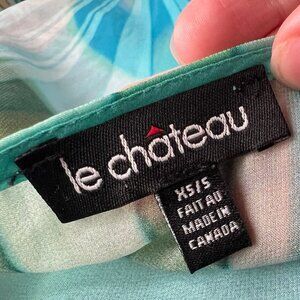 le château
XS/S
FAIT AU
MADE IN
CANADA